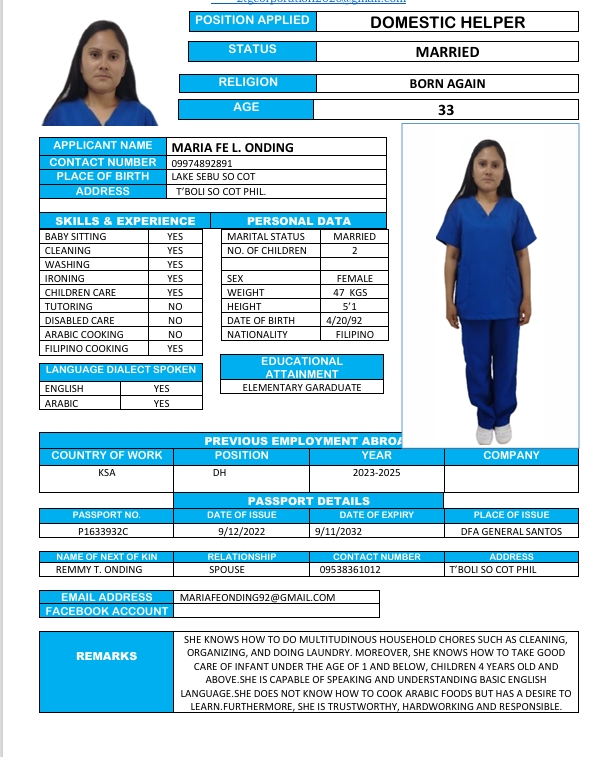 2tgcorporation2020@gmail.com
POSITION APPLIED DOMESTIC HELPER
STATUS MARRIED
RELIGION BORN AGAIN
AGE 33
APPLICANT NAME MARIA FE L. ONDING
CONTACT NUMBER 09974892891
PLACE OF BIRTH LAKE SEBU SO COT
ADDRESS T'BOLI SO COT PHIL.
SKILLS & EXPERIENCE PERSONAL DATA
BABY SITTING YES MARITAL STATUS MARRIED
CLEANING YES NO. OF CHILDREN 2
WASHING YES
IRONING YES SEX FEMALE
CHILDREN CARE YES WEIGHT 47 KGS
TUTORING NO HEIGHT 5'1
DISABLED CARE NO DATE OF BIRTH 4/20/92
ARABIC COOKING NO NATIONALITY FILIPINO
FILIPINO COOKING YES
LANGUAGE DIALECT SPOKEN
ENGLISH YES
ARABIC YES
EDUCATIONAL
ATTAINMENT
ELEMENTARY GARADUATE
PREVIOUS EMPLOYMENT ABROA
COUNTRY OF WORK POSITION YEAR COMPANY
KSA DH 2023-2025
PASSPORT DETAILS
PASSPORT NO. DATE OF ISSUE DATE OF EXPIRY PLACE OF ISSUE
P1633932C 9/12/2022 9/11/2032 DFA GENERAL SANTOS
NAME OF NEXT OF KIN RELATIONSHIP CONTACT NUMBER ADDRESS
REMMY T. ONDING SPOUSE 09538361012 T'BOLI SO COT PHIL
EMAIL ADDRESS MARIAFEONDING92@GMAIL.COM
FACEBOOK ACCOUNT
REMARKS
SHE KNOWS HOW TO DO MULTITUDINOUS HOUSEHOLD CHORES SUCH AS CLEANING,
ORGANIZING, AND DOING LAUNDRY. MOREOVER, SHE KNOWS HOW TO TAKE GOOD
CARE OF INFANT UNDER THE AGE OF 1 AND BELOW, CHILDREN 4 YEARS OLD AND
ABOVE.SHE IS CAPABLE OF SPEAKING AND UNDERSTANDING BASIC ENGLISH
LANGUAGE.SHE DOES NOT KNOW HOW TO COOK ARABIC FOODS BUT HAS A DESIRE TO
LEARN.FURTHERMORE, SHE IS TRUSTWORTHY, HARDWORKING AND RESPONSIBLE.